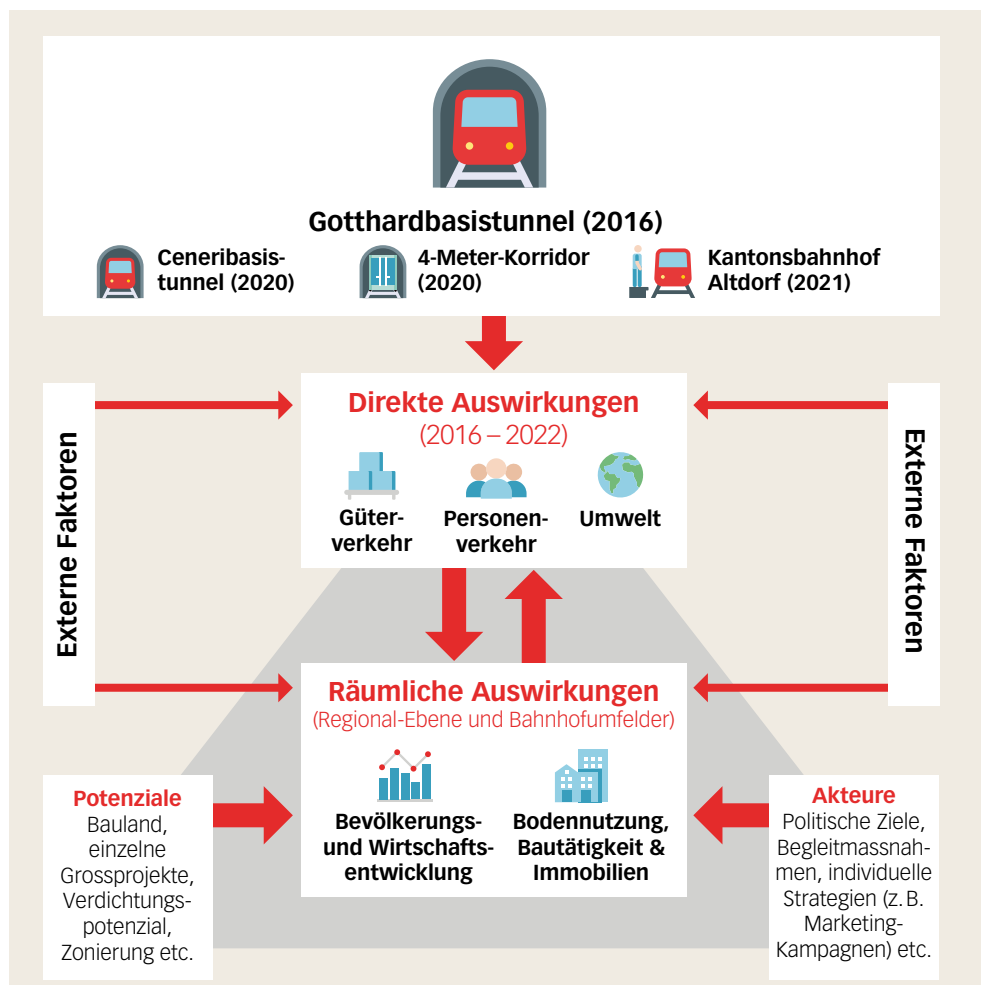 Gotthardbasistunnel (2016)
Ceneribasis-
tunnel (2020)
4-Meter-Korridor
(2020)
Kantonsbahnhof
Altdorf (2021)
Externe Faktoren
Direkte Auswirkungen
(2016 – 2022)
Güter-
verkehr
Personen-
verkehr
Umwelt
Externe Faktoren
Räumliche Auswirkungen
(Regional-Ebene und Bahnhofumfelder)
Bevölkerungs-
und Wirtschafts-
entwicklung
Bodennutzung,
Bautätigkeit &
Immobilien
Potenziale
Bauland,
einzelne
Grossprojekte,
Verdichtungs-
potenzial,
Zonierung etc.
Akteure
Politische Ziele,
Begleitmassnah-
men, individuelle
Strategien (z. B.
Marketing-
Kampagnen) etc.